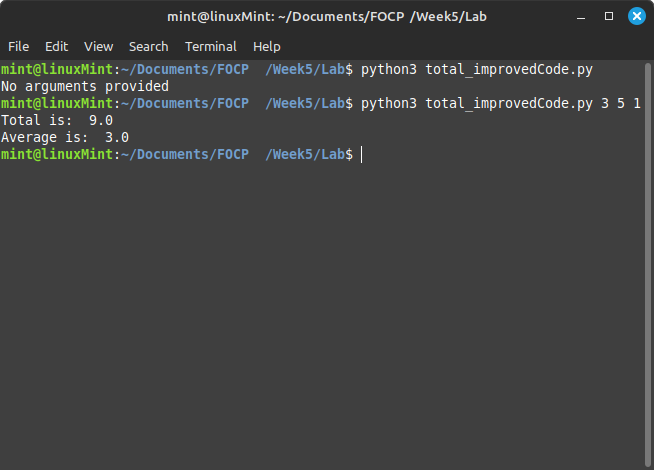 mint@linuxMint: ~/Documents/FOCP /Week5/Lab
File Edit View Search Terminal Help
mint@linuxMint:~/Documents/FOCP  /Week5/Lab$ python3 total_improvedCode.py
No arguments provided
mint@linuxMint:~/Documents/FOCP  /Week5/Lab$ python3 total_improvedCode.py 3 5 1
Total is:  9.0
Average is:  3.0
mint@linuxMint:~/Documents/FOCP  /Week5/Lab$